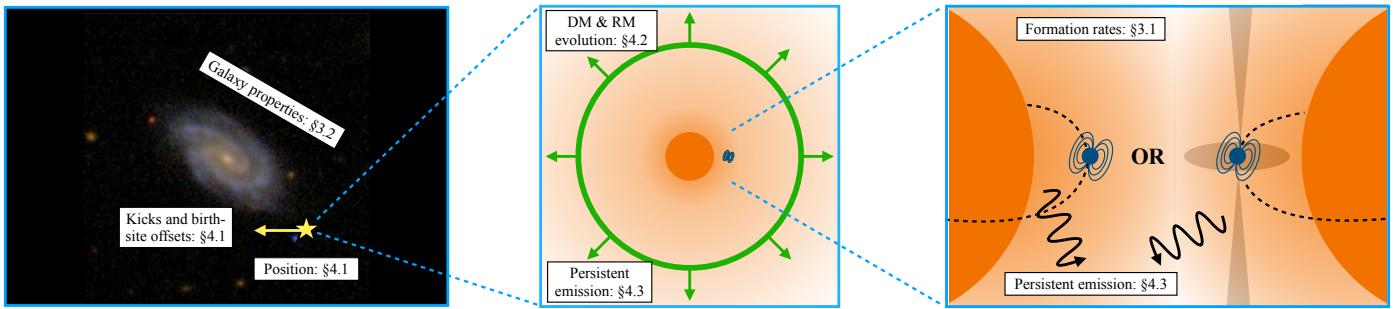 Galaxy properties: §3.2
Kicks and birth-
site offsets: §4.1
Position: §4.1
DM & RM
evolution: §4.2
Persistent
emission: §4.3
Formation rates: §3.1
OR
Persistent emission: §4.3